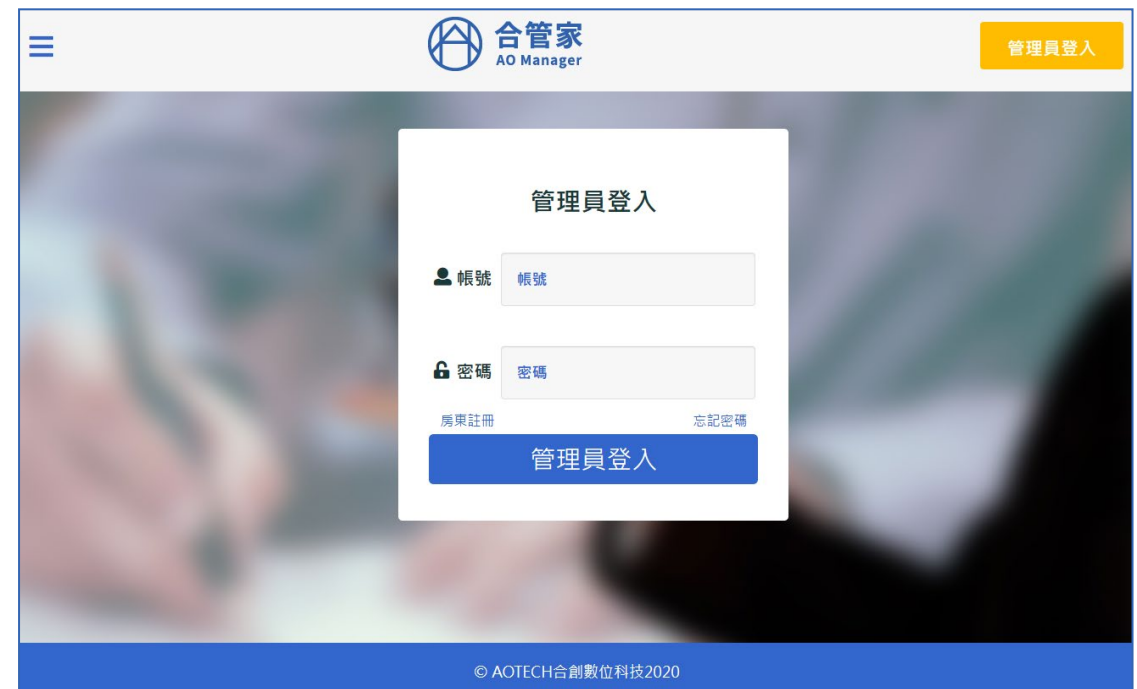 合管家
AO Manager
管理員登入
管理員登入
帳號 帳號
密碼 密碼
房東註冊 忘記密碼
管理員登入
© AOTECH合創數位科技2020